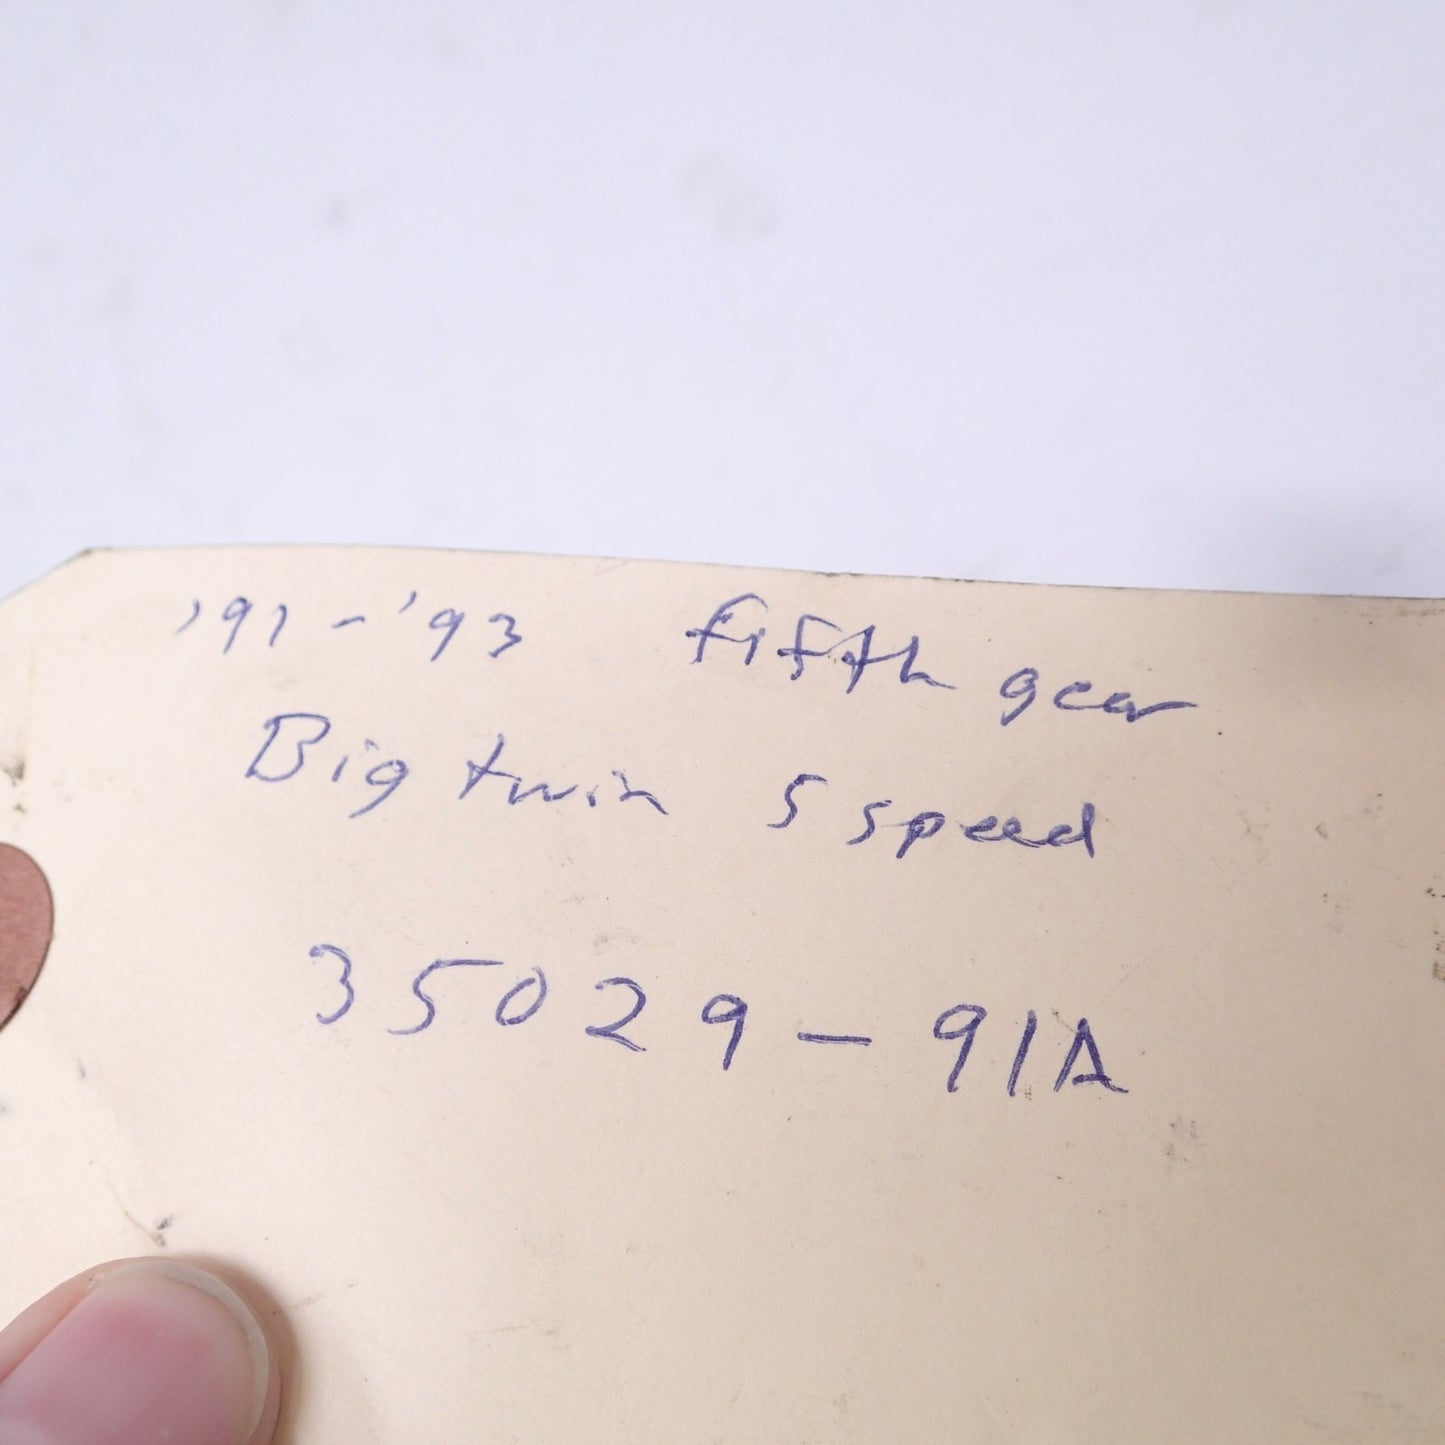 '91-'93 fifth gear
Big twin 5 speed
35029-91A